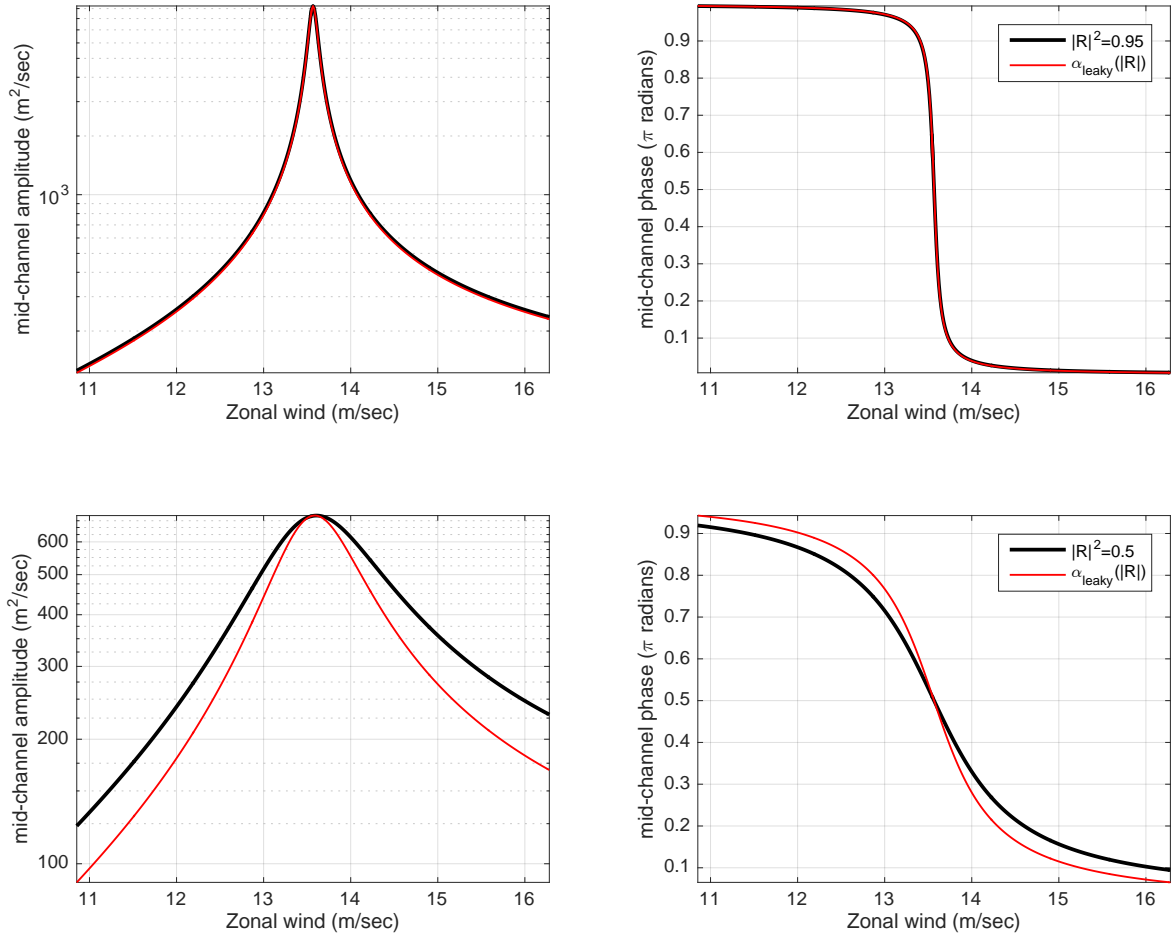 mid-channel amplitude (m²/sec)
10³
11 12 13 14 15 16
Zonal wind (m/sec)
mid-channel phase (π radians)
0.9
0.8
0.7
0.6
0.5
0.4
0.3
0.2
0.1
|R|²=0.95
α_leaky(|R|)
11 12 13 14 15 16
Zonal wind (m/sec)
mid-channel amplitude (m²/sec)
600
500
400
300
200
100
11 12 13 14 15 16
Zonal wind (m/sec)
mid-channel phase (π radians)
0.9
0.8
0.7
0.6
0.5
0.4
0.3
0.2
0.1
|R|²=0.5
α_leaky(|R|)
11 12 13 14 15 16
Zonal wind (m/sec)